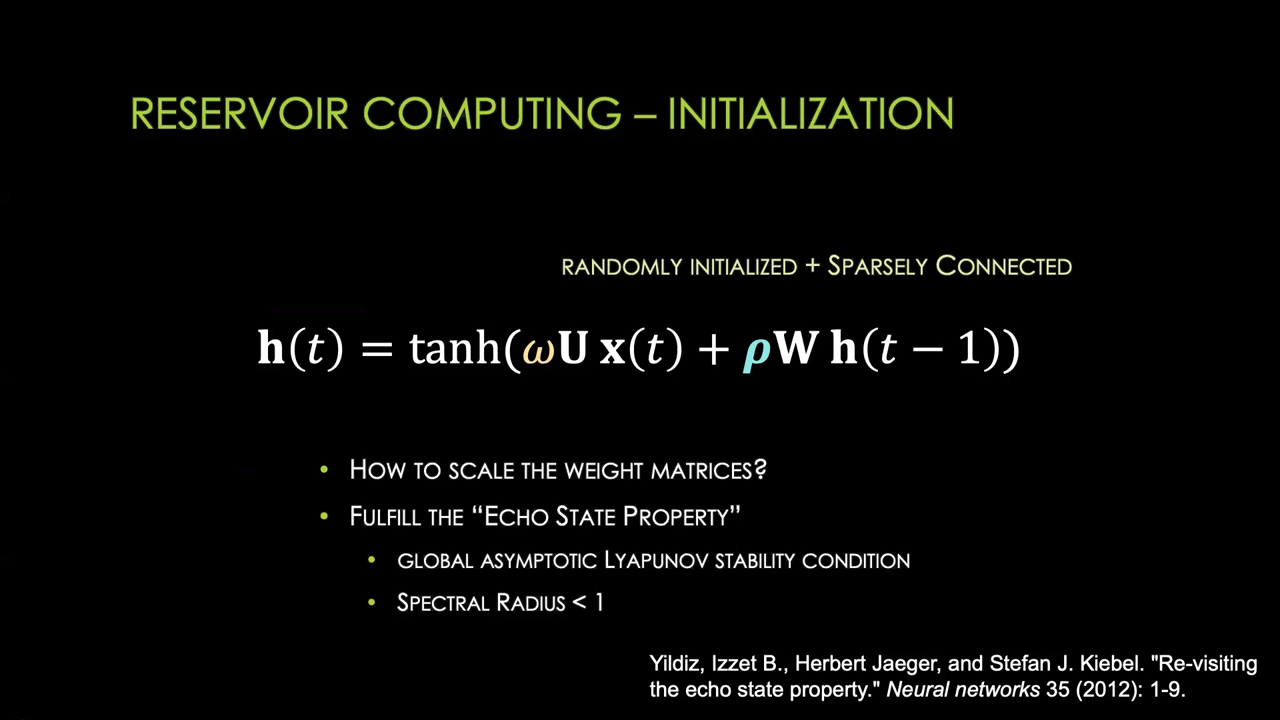 RESERVOIR COMPUTING – INITIALIZATION
RANDOMLY INITIALIZED + SPARSELY CONNECTED
𝐡(𝑡) = tanh(𝜔𝐔 𝐱(𝑡) + 𝝆𝐖 𝐡(𝑡 − 1))
• HOW TO SCALE THE WEIGHT MATRICES?
• FULFILL THE “ECHO STATE PROPERTY”
• GLOBAL ASYMPTOTIC LYAPUNOV STABILITY CONDITION
• SPECTRAL RADIUS < 1
Yildiz, Izzet B., Herbert Jaeger, and Stefan J. Kiebel. "Re-visiting
the echo state property." Neural networks 35 (2012): 1-9.